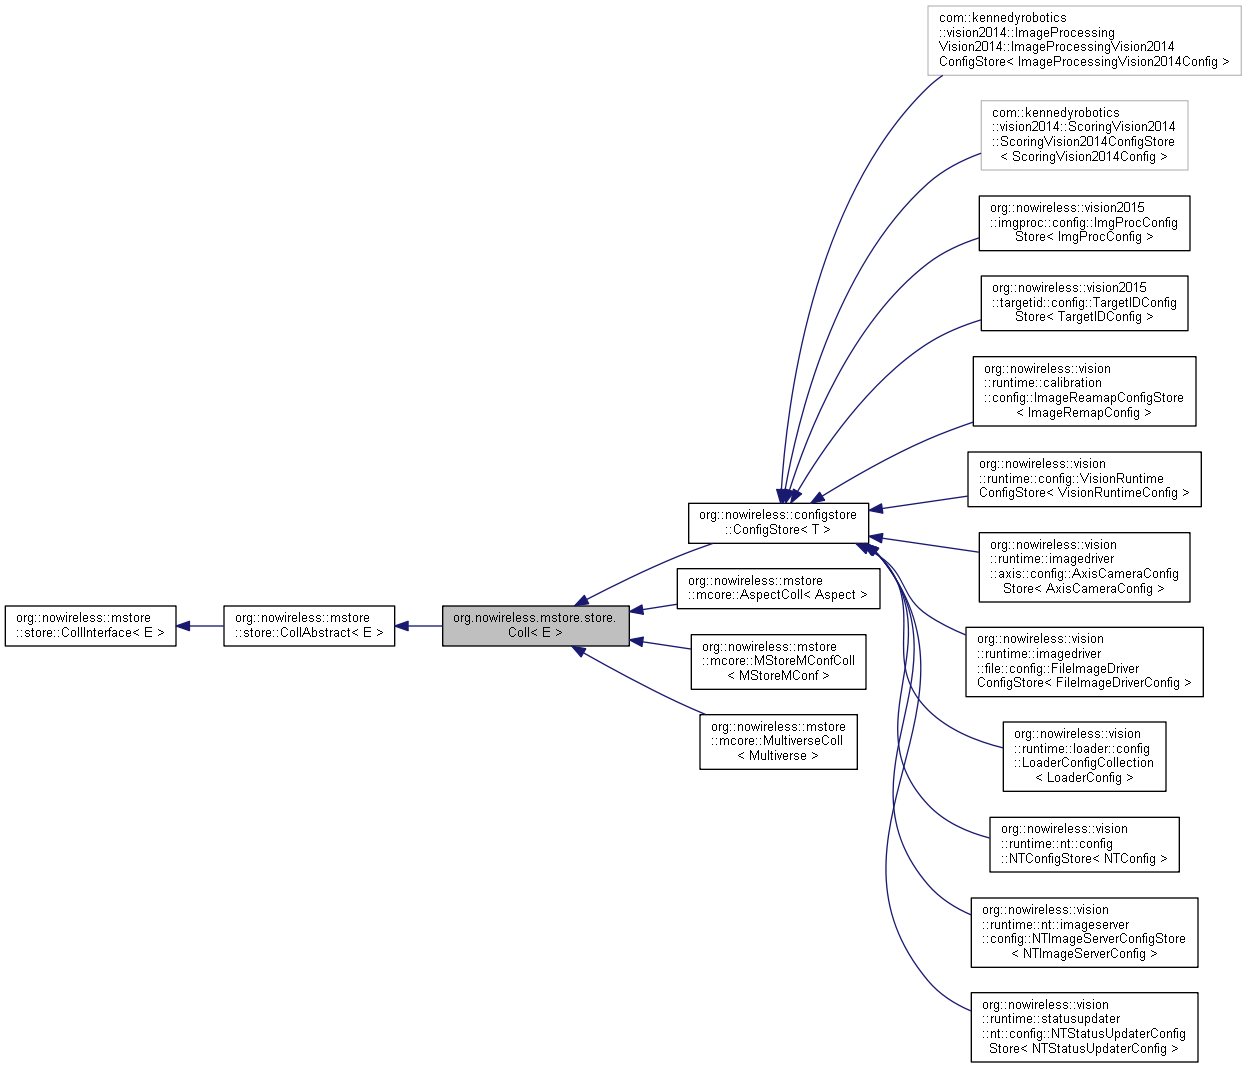 com::kennedyrobotics
::vision2014::ImageProcessing
Vision2014::ImageProcessingVision2014
ConfigStore< ImageProcessingVision2014Config >
com::kennedyrobotics
::vision2014::ScoringVision2014
::ScoringVision2014ConfigStore
< ScoringVision2014Config >
org::nowireless::vision2015
::imgproc::config::ImgProcConfig
Store< ImgProcConfig >
org::nowireless::vision2015
::targetid::config::TargetIDConfig
Store< TargetIDConfig >
org::nowireless::vision
::runtime::calibration
::config::ImageReamapConfigStore
< ImageRemapConfig >
org::nowireless::vision
::runtime::config::VisionRuntime
ConfigStore< VisionRuntimeConfig >
org::nowireless::configstore
::ConfigStore< T >
org::nowireless::vision
::runtime::imagedriver
::axis::config::AxisCameraConfig
Store< AxisCameraConfig >
org::nowireless::mstore
::mcore::AspectColl< Aspect >
org::nowireless::mstore
::store::CollInterface< E >
org::nowireless::mstore
::store::CollAbstract< E >
org.nowireless.mstore.store.
Coll< E >
org::nowireless::mstore
::mcore::MStoreMConfColl
< MStoreMConf >
org::nowireless::vision
::runtime::imagedriver
::file::config::FileImageDriver
ConfigStore< FileImageDriverConfig >
org::nowireless::mstore
::mcore::MultiverseColl
< Multiverse >
org::nowireless::vision
::runtime::loader::config
::LoaderConfigCollection
< LoaderConfig >
org::nowireless::vision
::runtime::nt::config
::NTConfigStore< NTConfig >
org::nowireless::vision
::runtime::nt::imageserver
::config::NTImageServerConfigStore
< NTImageServerConfig >
org::nowireless::vision
::runtime::statusupdater
::nt::config::NTStatusUpdaterConfig
Store< NTStatusUpdaterConfig >